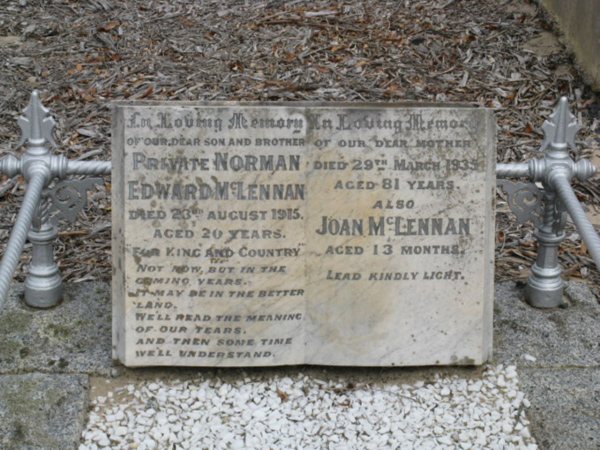 In Loving Memory
OF OUR DEAR SON AND BROTHER
PRIVATE NORMAN
EDWARD McLENNAN
DIED 23RD AUGUST 1915.
AGED 20 YEARS.
"FOR KING AND COUNTRY"
NOT NOW, BUT IN THE
COMING YEARS.
IT MAY BE IN THE BETTER
LAND.
WE'LL READ THE MEANING
OF OUR TEARS.
AND THEN SOME TIME
WE'LL UNDERSTAND.
In Loving Memory
OF OUR DEAR MOTHER
DIED 29TH MARCH 1935
AGED 81 YEARS.
ALSO
JOAN McLENNAN
AGED 13 MONTHS.
LEAD KINDLY LIGHT.